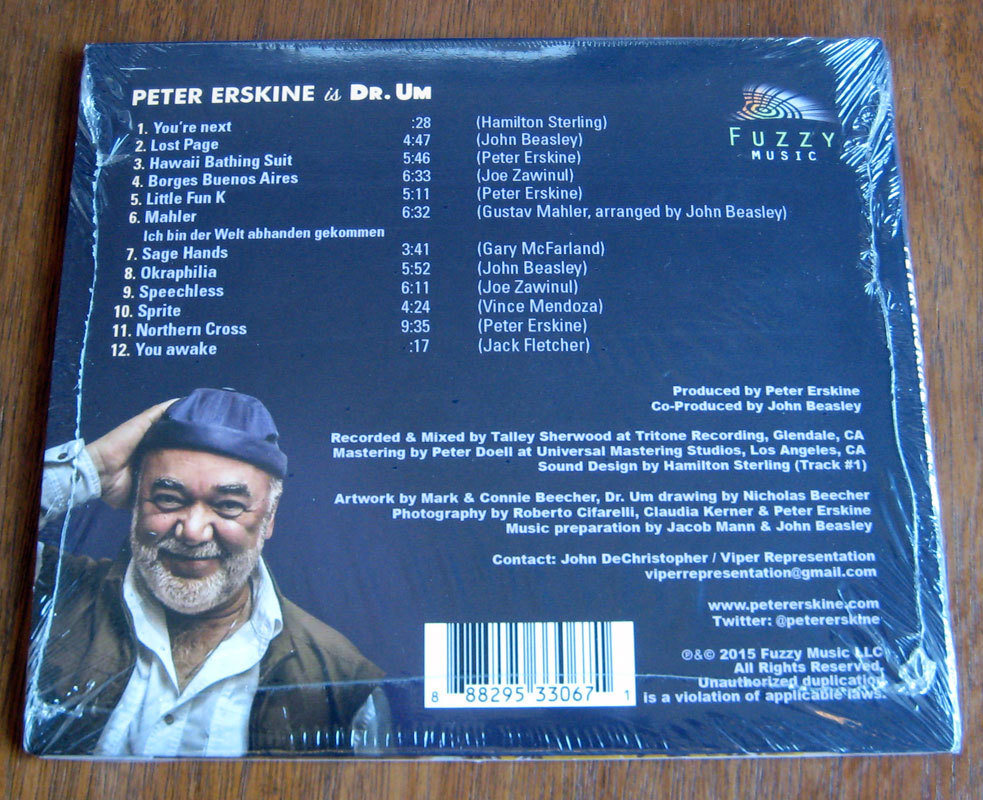 PETER ERSKINE is DR. UM
FUZZY
MUSIC
1. You're next :28 (Hamilton Sterling)
2. Lost Page 4:47 (John Beasley)
3. Hawaii Bathing Suit 5:46 (Peter Erskine)
4. Borges Buenos Aires 6:33 (Joe Zawinul)
5. Little Fun K 5:11 (Peter Erskine)
6. Mahler 6:32 (Gustav Mahler, arranged by John Beasley)
Ich bin der Welt abhanden gekommen
7. Sage Hands 3:41 (Gary McFarland)
8. Okraphilia 5:52 (John Beasley)
9. Speechless 6:11 (Joe Zawinul)
10. Sprite 4:24 (Vince Mendoza)
11. Northern Cross 9:35 (Peter Erskine)
12. You awake :17 (Jack Fletcher)
Produced by Peter Erskine
Co-Produced by John Beasley
Recorded & Mixed by Talley Sherwood at Tritone Recording, Glendale, CA
Mastering by Peter Doell at Universal Mastering Studios, Los Angeles, CA
Sound Design by Hamilton Sterling (Track #1)
Artwork by Mark & Connie Beecher, Dr. Um drawing by Nicholas Beecher
Photography by Roberto Cifarelli, Claudia Kerner & Peter Erskine
Music preparation by Jacob Mann & John Beasley
Contact: John DeChristopher / Viper Representation
viperrepresentation@gmail.com
www.petererskine.com
Twitter: @petererskine
℗&© 2015 Fuzzy Music LLC
All Rights Reserved,
Unauthorized duplication
is a violation of applicable laws.
8 88295 33067 1